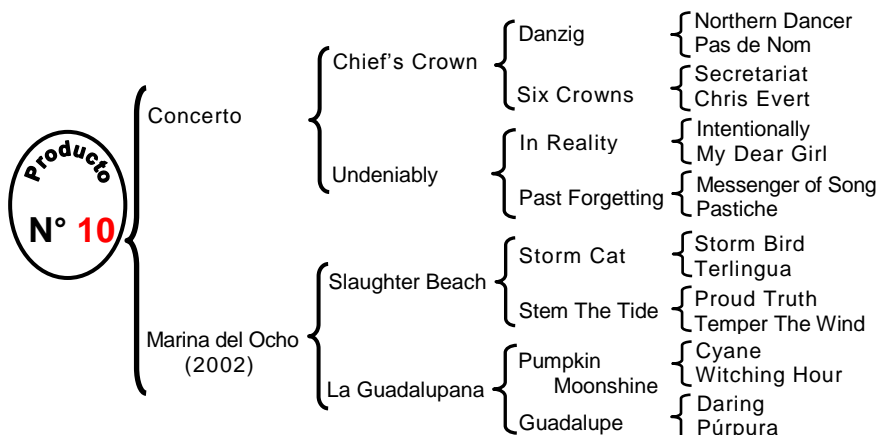 Producto
N° 10
Concerto
Marina del Ocho
(2002)
Chief's Crown
Undeniably
Slaughter Beach
La Guadalupana
Danzig
Six Crowns
In Reality
Past Forgetting
Storm Cat
Stem The Tide
Pumpkin
Moonshine
Guadalupe
Northern Dancer
Pas de Nom
Secretariat
Chris Evert
Intentionally
My Dear Girl
Messenger of Song
Pastiche
Storm Bird
Terlingua
Proud Truth
Temper The Wind
Cyane
Witching Hour
Daring
Púrpura